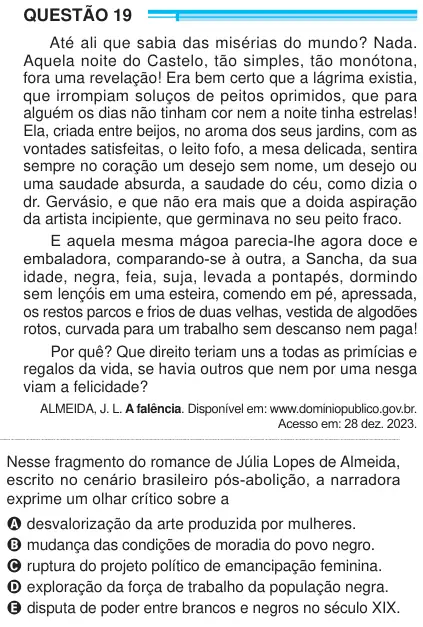 QUESTÃO 19
Até ali que sabia das misérias do mundo? Nada.
Aquela noite do Castelo, tão simples, tão monótona,
fora uma revelação! Era bem certo que a lágrima existia,
que irrompiam soluços de peitos oprimidos, que para
alguém os dias não tinham cor nem a noite tinha estrelas!
Ela, criada entre beijos, no aroma dos seus jardins, com as
vontades satisfeitas, o leito fofo, a mesa delicada, sentira
sempre no coração um desejo sem nome, um desejo ou
uma saudade absurda, a saudade do céu, como dizia o
dr. Gervásio, e que não era mais que a doida aspiração
da artista incipiente, que germinava no seu peito fraco.
E aquela mesma mágoa parecia-lhe agora doce e
embaladora, comparando-se à outra, a Sancha, da sua
idade, negra, feia, suja, levada a pontapés, dormindo
sem lençóis em uma esteira, comendo em pé, apressada,
os restos parcos e frios de duas velhas, vestida de algodões
rotos, curvada para um trabalho sem descanso nem paga!
Por quê? Que direito teriam uns a todas as primícias e
regalos da vida, se havia outros que nem por uma nesga
viam a felicidade?
ALMEIDA, J. L. A falência. Disponível em: www.dominiopublico.gov.br.
Acesso em: 28 dez. 2023.
Nesse fragmento do romance de Júlia Lopes de Almeida,
escrito no cenário brasileiro pós-abolição, a narradora
exprime um olhar crítico sobre a
A desvalorização da arte produzida por mulheres.
B mudança das condições de moradia do povo negro.
C ruptura do projeto político de emancipação feminina.
D exploração da força de trabalho da população negra.
E disputa de poder entre brancos e negros no século XIX.